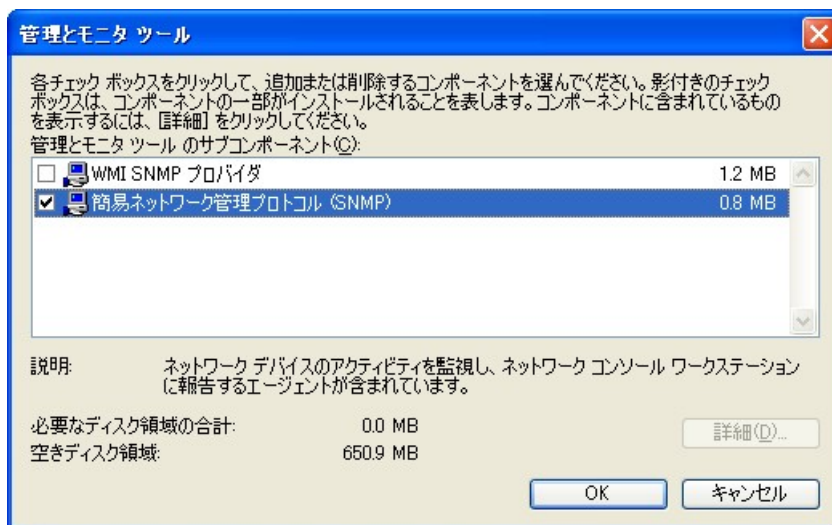 管理とモニタ ツール
各チェック ボックスをクリックして、追加または削除するコンポーネントを選んでください。影付きのチェック
ボックスは、コンポーネントの一部がインストールされることを表します。コンポーネントに含まれているもの
を表示するには、[詳細] をクリックしてください。
管理とモニタ ツール のサブコンポーネント(C):
WMI SNMP プロバイダ 1.2 MB
簡易ネットワーク管理プロトコル (SNMP) 0.8 MB
説明: ネットワーク デバイスのアクティビティを監視し、ネットワーク コンソール ワークステーション
に報告するエージェントが含まれています。
必要なディスク領域の合計: 0.0 MB
空きディスク領域: 650.9 MB
詳細(D)...
OK キャンセル